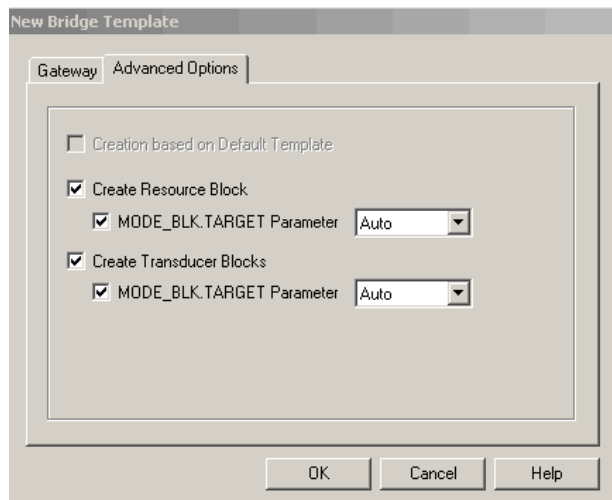 New Bridge Template
Gateway Advanced Options
Creation based on Default Template
Create Resource Block
MODE_BLK.TARGET Parameter Auto
Create Transducer Blocks
MODE_BLK.TARGET Parameter Auto
OK Cancel Help